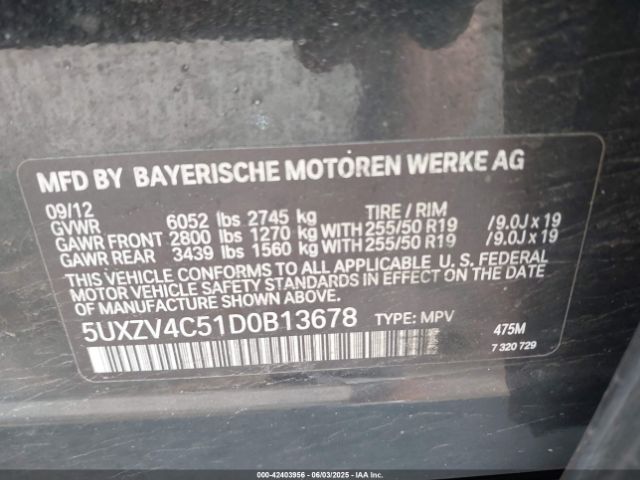 MFD BY BAYERISCHE MOTOREN WERKE AG
09/12 TIRE / RIM
GVWR 6052 lbs 2745 kg
GAWR FRONT 2800 lbs 1270 kg WITH 255/50 R19 /9.0J x 19
GAWR REAR 3439 lbs 1560 kg WITH 255/50 R19 /9.0J x 19
THIS VEHICLE CONFORMS TO ALL APPLICABLE U. S. FEDERAL
MOTOR VEHICLE SAFETY STANDARDS IN EFFECT ON THE
DATE OF MANUFACTURE SHOWN ABOVE.
5UXZV4C51D0B13678 TYPE: MPV 475M
7 320 729
000-42403956 | 06/03/2025 | IAAI, Inc.